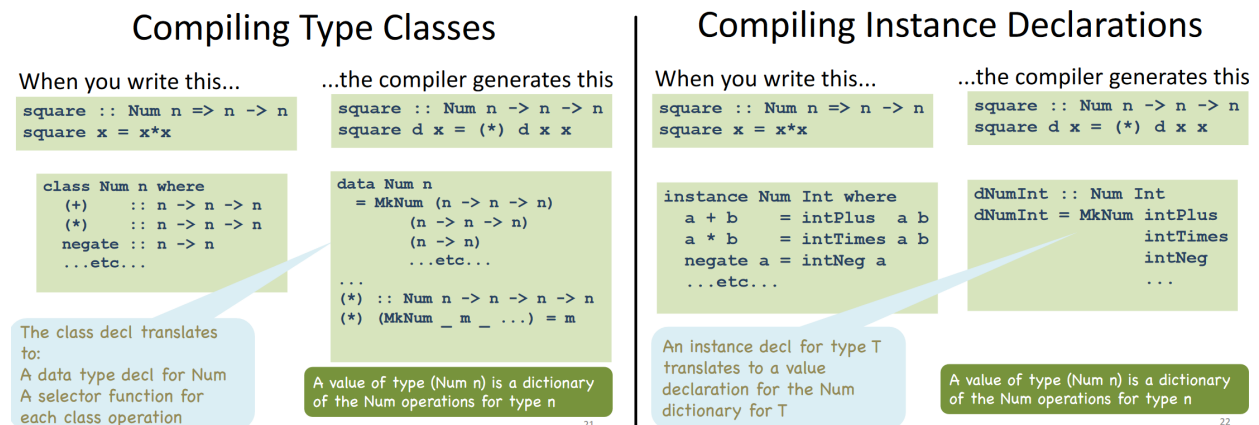 Compiling Type Classes
When you write this...
...the compiler generates this
square :: Num n => n -> n
square x = x*x
square :: Num n -> n -> n
square d x = (*) d x x
class Num n where
(+)     :: n -> n -> n
(*)     :: n -> n -> n
negate :: n -> n
...etc...
data Num n
= MkNum (n -> n -> n)
(n -> n -> n)
(n -> n)
...etc...
...
(*) :: Num n -> n -> n -> n
(*) (MkNum _ m _ ...) = m
The class decl translates
to:
A data type decl for Num
A selector function for
each class operation
A value of type (Num n) is a dictionary
of the Num operations for type n
21
Compiling Instance Declarations
When you write this...
...the compiler generates this
square :: Num n => n -> n
square x = x*x
square :: Num n -> n -> n
square d x = (*) d x x
instance Num Int where
a + b    = intPlus  a b
a * b    = intTimes a b
negate a = intNeg a
...etc...
dNumInt :: Num Int
dNumInt = MkNum intPlus
intTimes
intNeg
...
An instance decl for type T
translates to a value
declaration for the Num
dictionary for T
A value of type (Num n) is a dictionary
of the Num operations for type n
22